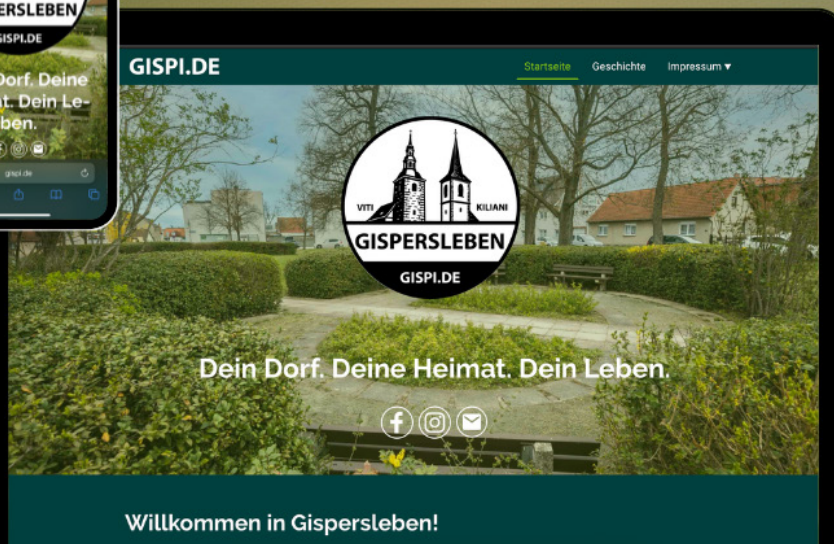 ERSLEBEN
GISPI.DE
Dorf. Deine
t. Dein Le-
ben.
gispi.de
GISPI.DE
Startseite Geschichte Impressum ▼
VITI KILIANI
GISPERSLEBEN
GISPI.DE
Dein Dorf. Deine Heimat. Dein Leben.
Willkommen in Gispersleben!